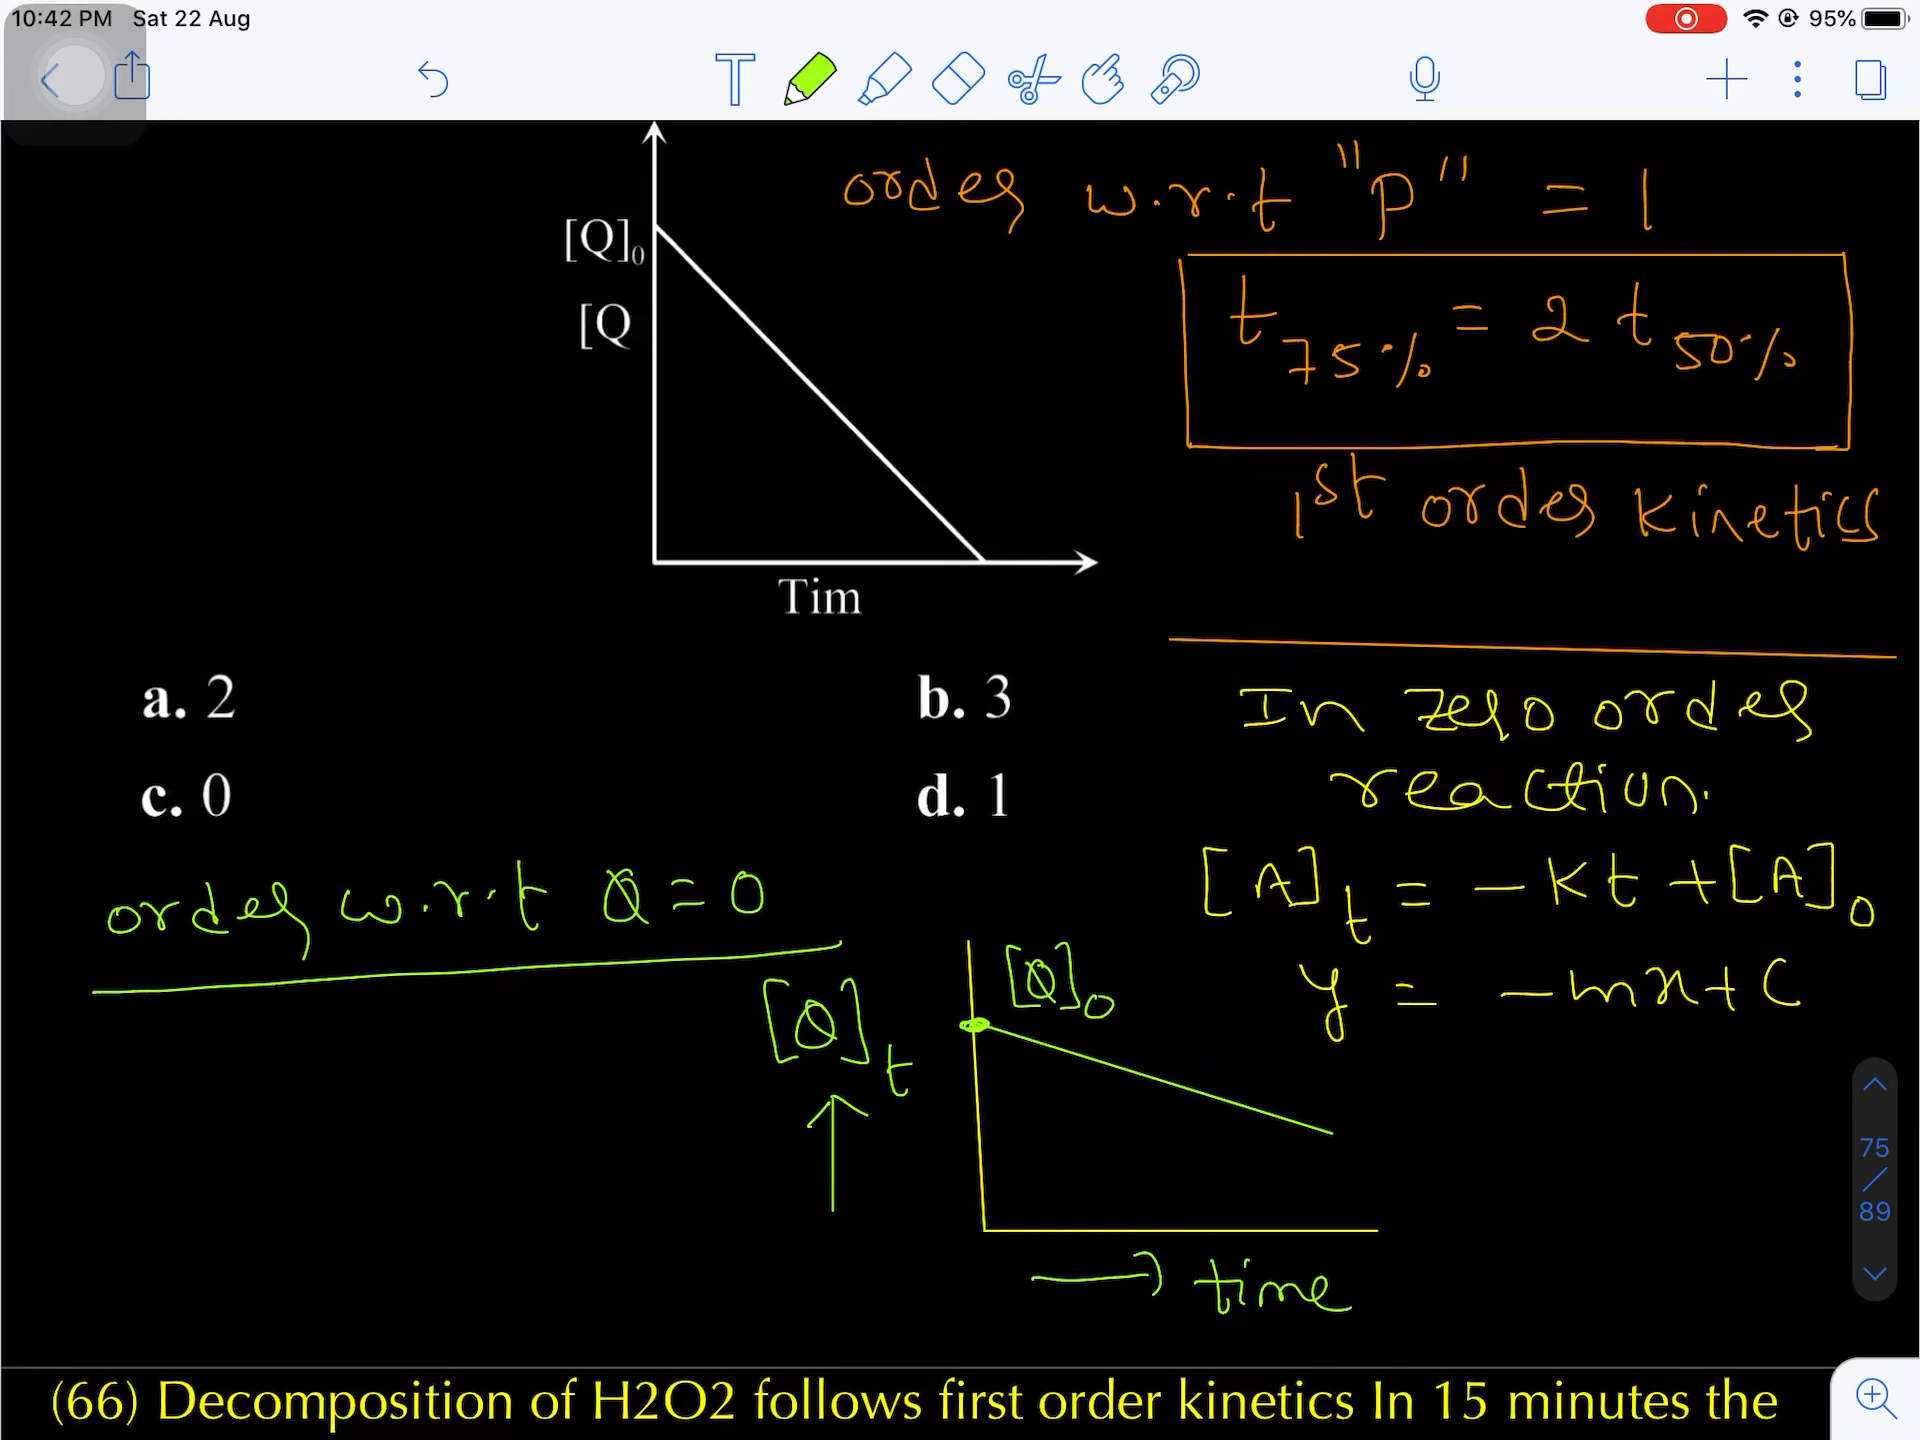 10:42 PM Sat 22 Aug
95%
T
order w.r.t "P" = 1
[Q]0
[Q
t 75% = 2 t 50%
1st order kinetics
Tim
a. 2
b. 3
c. 0
d. 1
In zero order
reaction.
[A]t = -Kt + [A]0
y = -mx + C
order w.r.t Q = 0
[Q]t
[Q]0
time
75
/
89
(66) Decomposition of H2O2 follows first order kinetics In 15 minutes the